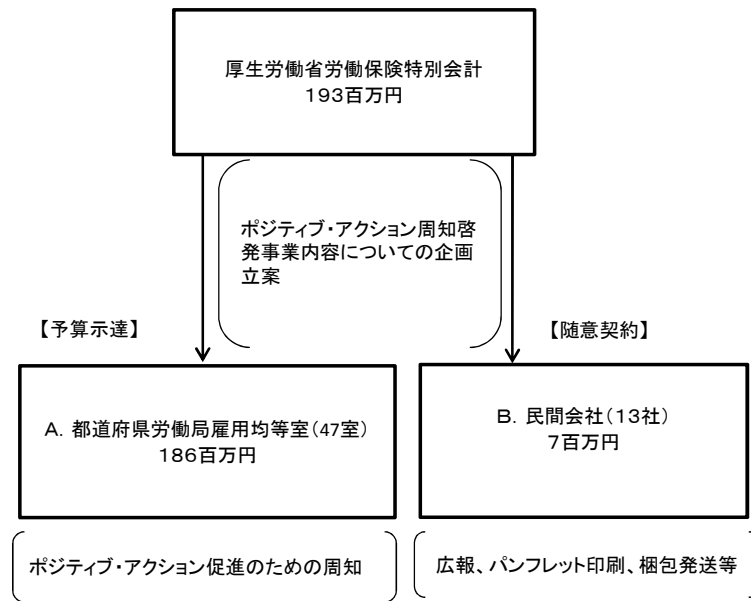 厚生労働省労働保険特別会計
193百万円
ポジティブ・アクション周知啓
発事業内容についての企画
立案
【予算示達】
【随意契約】
A. 都道府県労働局雇用均等室(47室)
186百万円
B. 民間会社(13社)
7百万円
ポジティブ・アクション促進のための周知
広報、パンフレット印刷、梱包発送等